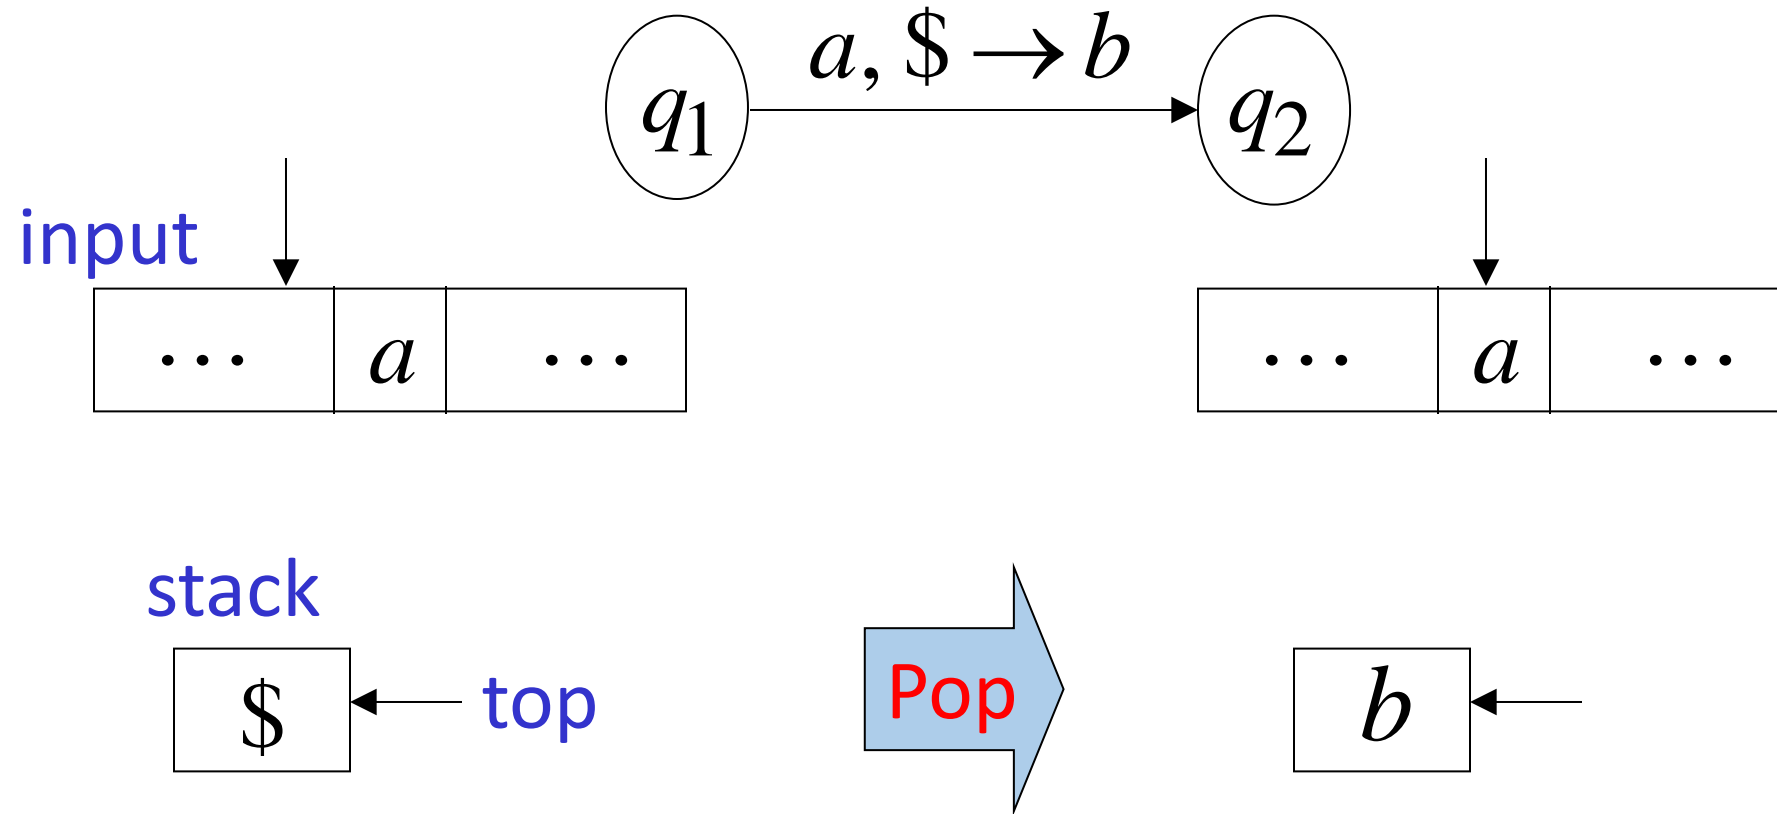 a, $ → b
q1 q2
input
··· a ···
··· a ···
stack
$ top
Pop
b